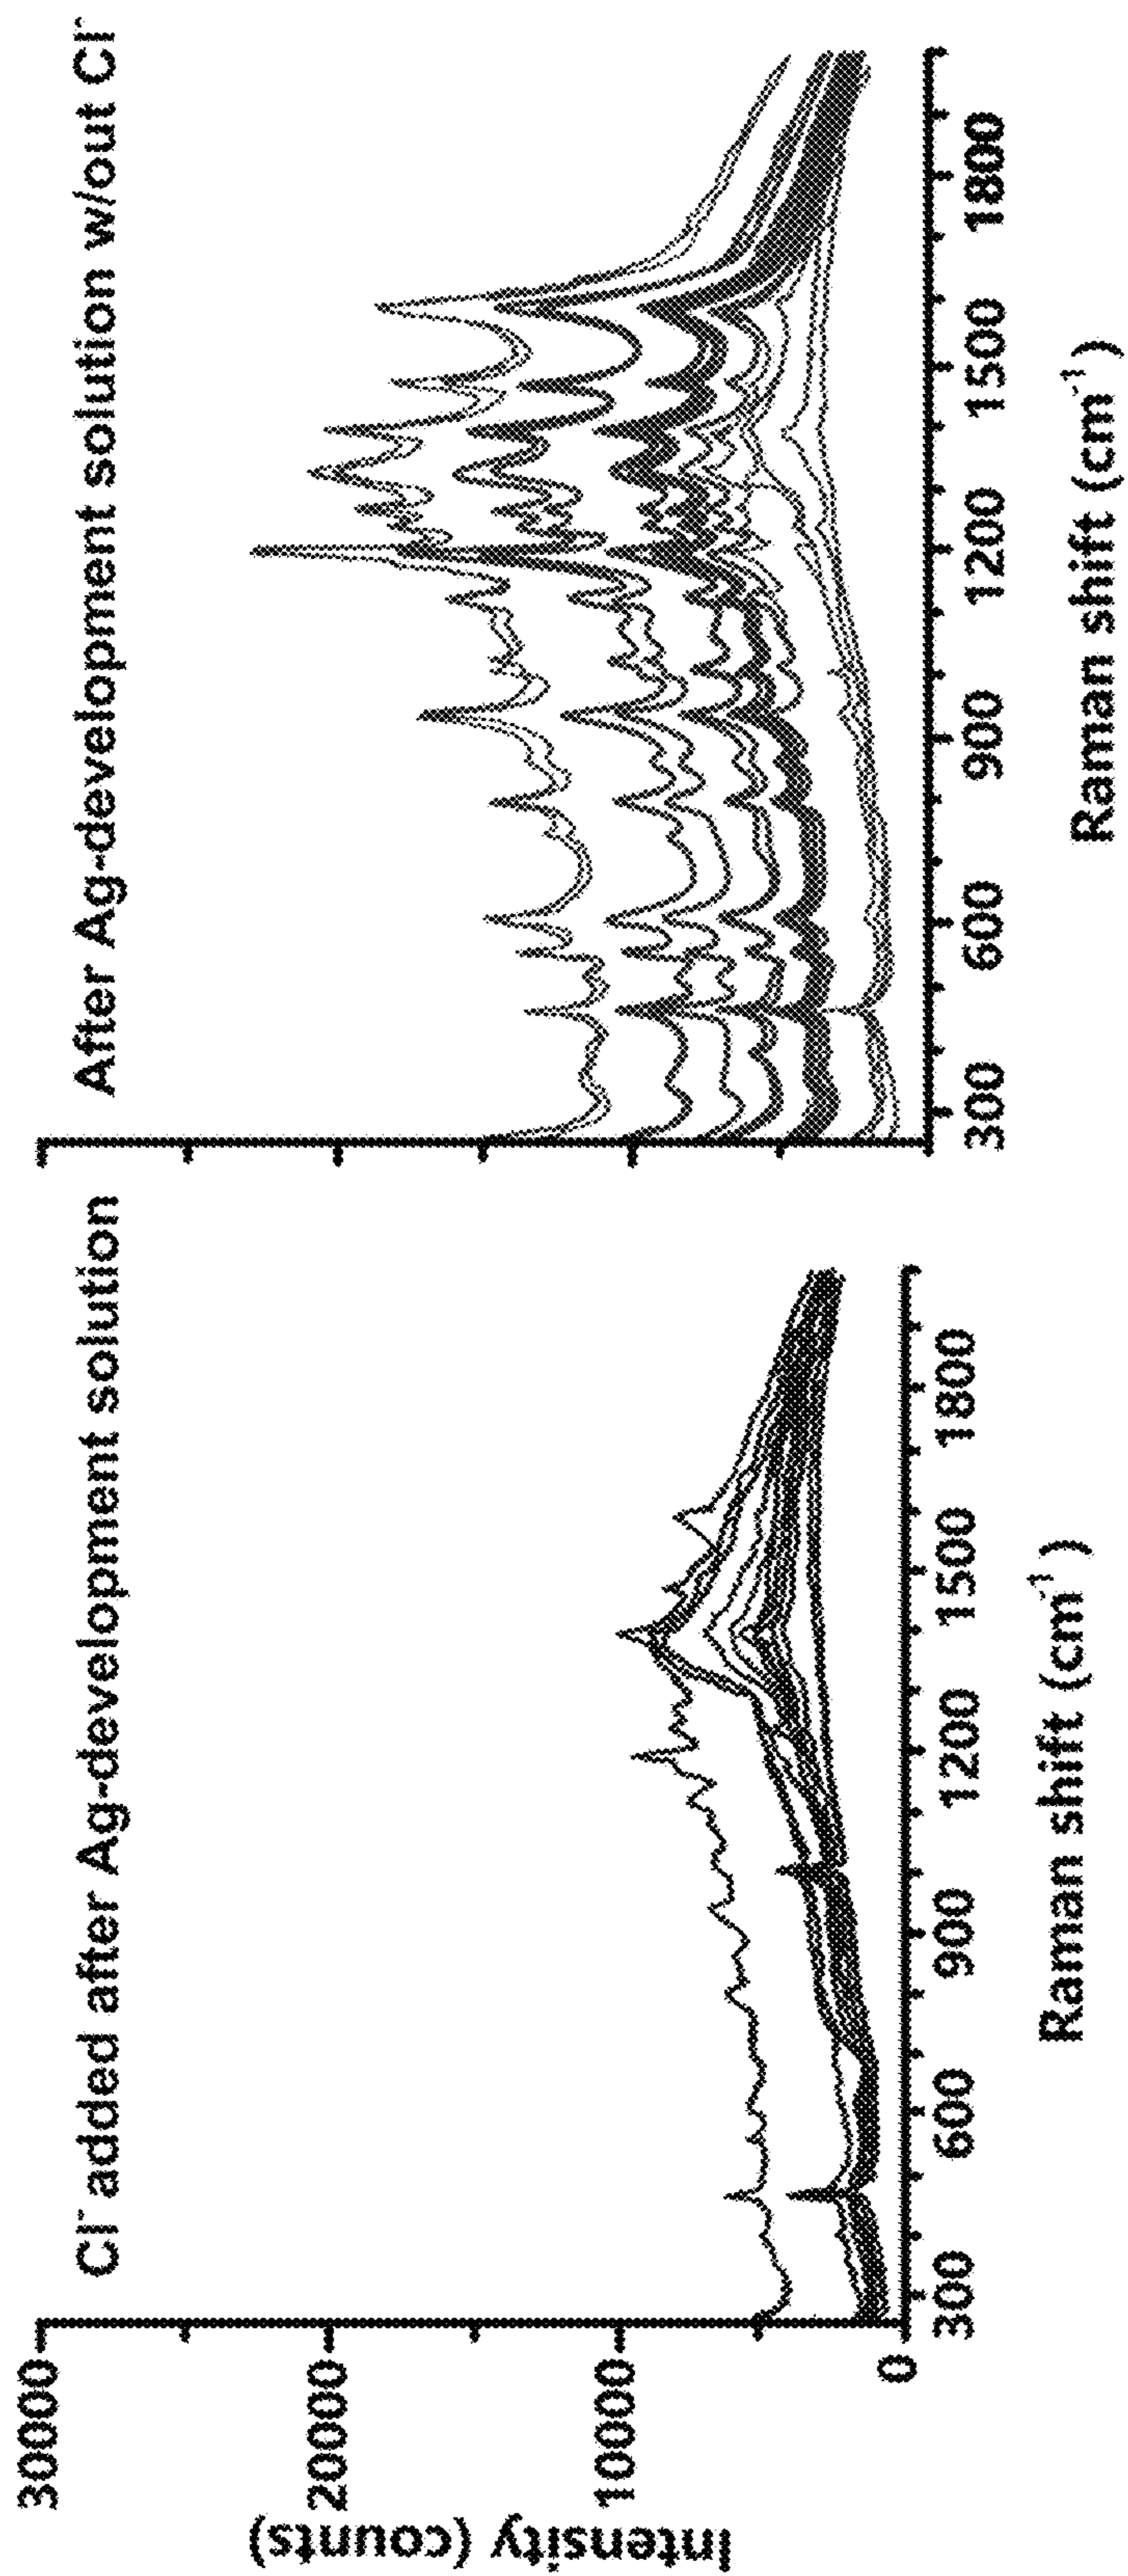 Cl⁻ added after Ag-development solution
After Ag-development solution w/out Cl⁻
Intensity (counts)
30000
20000
10000
0
300 600 900 1200 1500 1800
Raman shift (cm⁻¹)
300 600 900 1200 1500 1800
Raman shift (cm⁻¹)